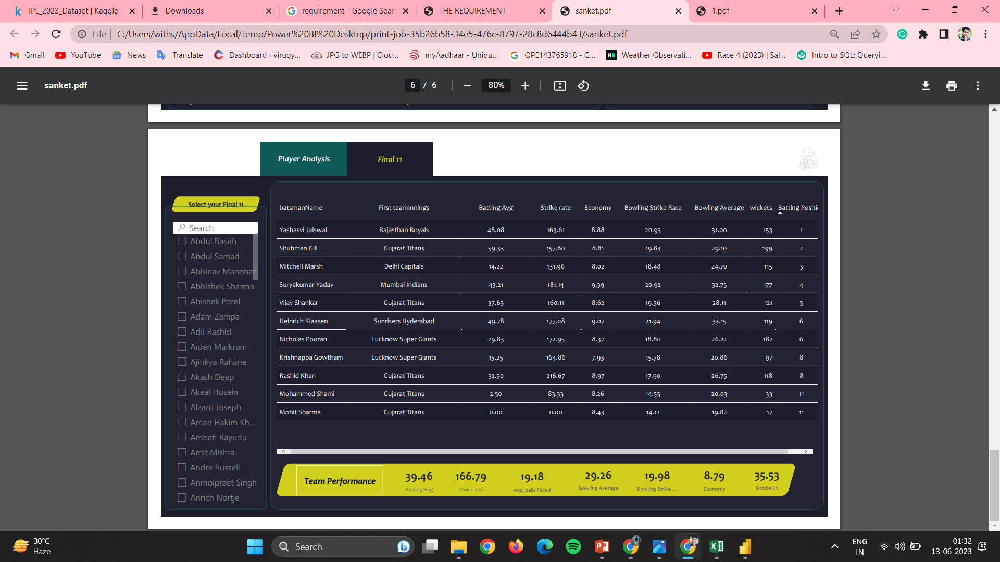 IPL_2023_Dataset | Kaggle
Downloads
requirement - Google Searc
THE REQUIREMENT
sanket.pdf
1.pdf
File | C:/Users/withs/AppData/Local/Temp/Power%20BI%20Desktop/print-job-35b26b58-34e5-476c-8797-28c8d6444b43/sanket.pdf
Gmail
YouTube
News
Translate
Dashboard ‹ virugy...
JPG to WEBP | Clou...
myAadhaar - Uniqu...
OPE143765918 - G...
Weather Observati...
Race 4 (2023) | Sal...
Intro to SQL: Queryi...
sanket.pdf
6 / 6
80%
Player Analysis
Final 11
Select your Final 11
Search
Abdul Basith
Abdul Samad
Abhinav Manohar
Abhishek Sharma
Abishek Porel
Adam Zampa
Adil Rashid
Aiden Markram
Ajinkya Rahane
Akash Deep
Akeal Hosein
Alzarri Joseph
Aman Hakim Kh...
Ambati Rayudu
Amit Mishra
Andre Russell
Anmolpreet Singh
Anrich Nortje
batsmanName First teamInnings Batting Avg Strike rate Economy Bowling Strike Rate Bowling Average wickets Batting Positi
Yashasvi Jaiswal Rajasthan Royals 48.08 163.61 8.88 20.93 31.00 153 1
Shubman Gill Gujarat Titans 59.33 157.80 8.81 19.83 29.10 199 2
Mitchell Marsh Delhi Capitals 14.22 131.96 8.02 18.48 24.70 115 3
Suryakumar Yadav Mumbai Indians 43.21 181.14 9.39 20.92 32.75 177 4
Vijay Shankar Gujarat Titans 37.63 160.11 8.62 19.56 28.11 121 5
Heinrich Klaasen Sunrisers Hyderabad 49.78 177.08 9.07 21.94 33.15 119 6
Nicholas Pooran Lucknow Super Giants 29.83 172.95 8.37 18.80 26.22 182 6
Krishnappa Gowtham Lucknow Super Giants 15.25 164.86 7.93 15.78 20.86 97 8
Rashid Khan Gujarat Titans 32.50 216.67 8.97 17.90 26.75 118 8
Mohammed Shami Gujarat Titans 2.50 83.33 8.26 14.55 20.03 33 11
Mohit Sharma Gujarat Titans 0.00 0.00 8.43 14.12 19.82 17 11
Team Performance
39.46 166.79 19.18 29.26 19.98 8.79 35.53
Batting Avg Strike rate Avg. balls Faced Bowling Average Bowling Strike ... Economy Dot ball %
30°C
Haze
Search
ENG
IN
01:32
13-06-2023